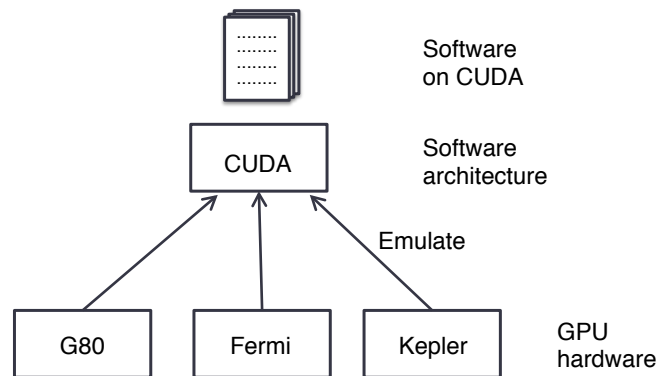 Software
on CUDA
CUDA
Software
architecture
Emulate
G80
Fermi
Kepler
GPU
hardware